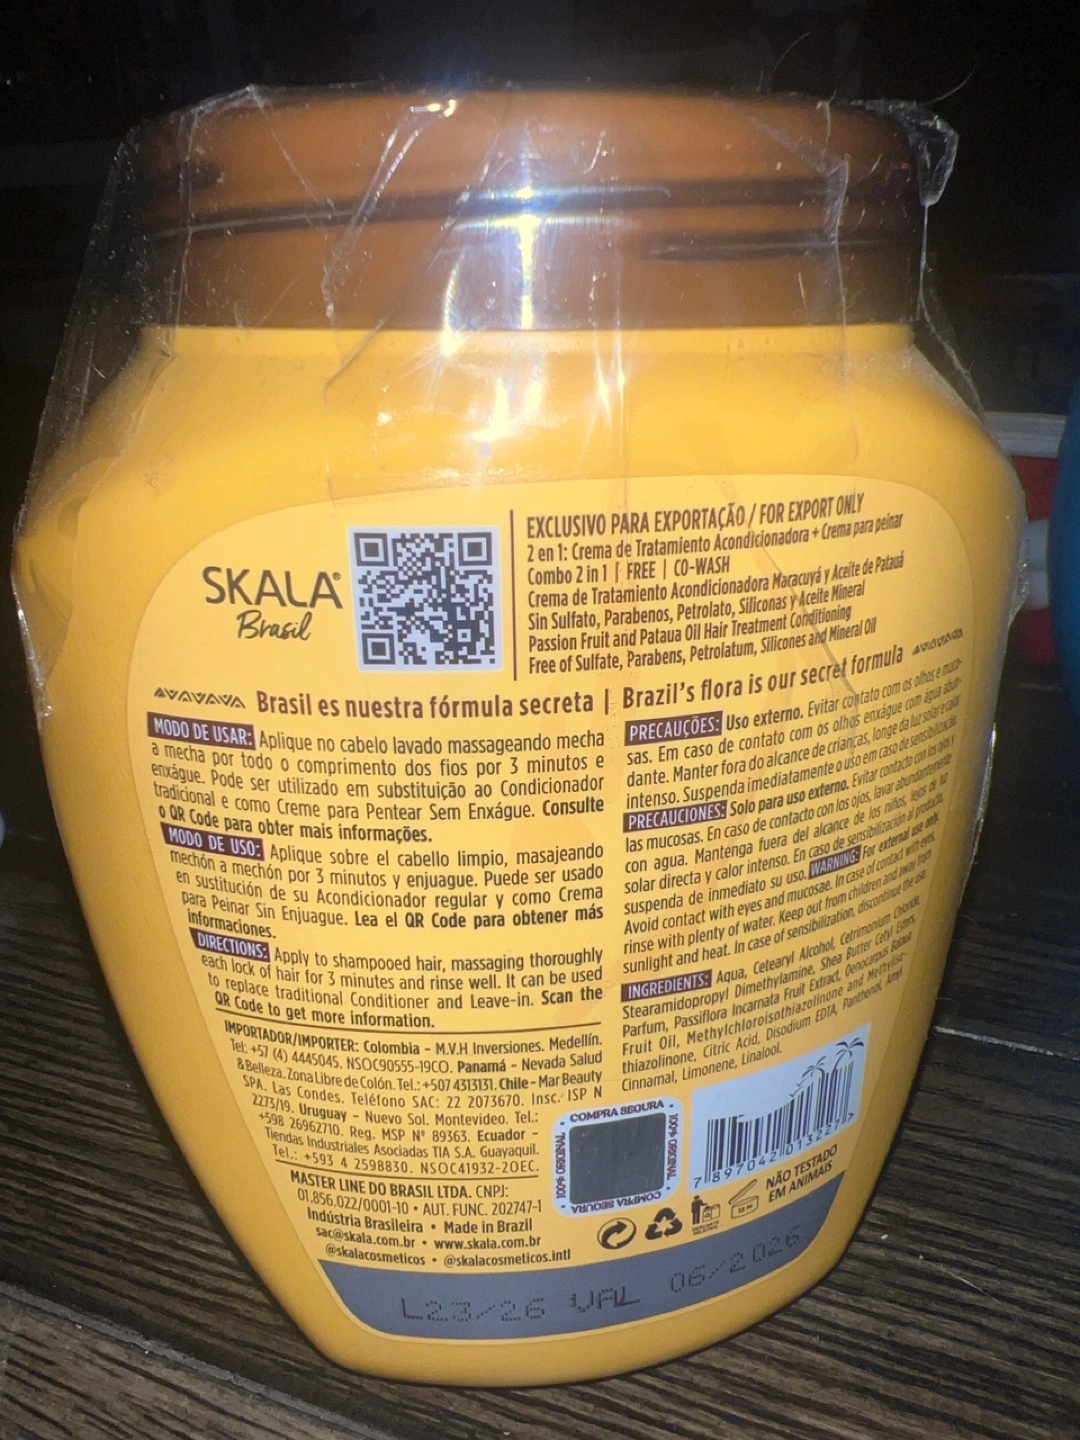 SKALA®
Brasil
EXCLUSIVO PARA EXPORTAÇÃO / FOR EXPORT ONLY
2 en 1: Crema de Tratamiento Acondicionadora + Crema para peinar
Combo 2 in 1 | FREE | CO-WASH
Crema de Tratamiento Acondicionadora Maracuyá y Aceite de Patauá
Sin Sulfato, Parabenos, Petrolato, Siliconas y Aceite Mineral
Passion Fruit and Pataua Oil Hair Treatment Conditioning
Free of Sulfate, Parabens, Petrolatum, Silicones and Mineral Oil
Brasil es nuestra fórmula secreta | Brazil's flora is our secret formula
MODO DE USAR: Aplique no cabelo lavado massageando mecha
a mecha por todo o comprimento dos fios por 3 minutos e
enxágue. Pode ser utilizado em substituição ao Condicionador
tradicional e como Creme para Pentear Sem Enxágue. Consulte
o QR Code para obter mais informações.
MODO DE USO: Aplique sobre el cabello limpio, masajeando
mechón a mechón por 3 minutos y enjuague. Puede ser usado
en sustitución de su Acondicionador regular y como Crema
para Peinar Sin Enjuague. Lea el QR Code para obtener más
informaciones.
DIRECTIONS: Apply to shampooed hair, massaging thoroughly
each lock of hair for 3 minutes and rinse well. It can be used
to replace traditional Conditioner and Leave-in. Scan the
QR Code to get more information.
IMPORTADOR/IMPORTER: Colombia - M.V.H Inversiones. Medellín.
Tel: +57 (4) 4445045. NSOC90555-19CO. Panamá - Nevada Salud
& Belleza. Zona Libre de Colón. Tel.: +507 4313131. Chile - Mar Beauty
SPA. Las Condes. Teléfono SAC: 22 2073670. Insc. ISP N
2273/19. Uruguay - Nuevo Sol. Montevideo. Tel.:
+598 26962710. Reg. MSP N° 89363. Ecuador -
Tiendas Industriales Asociadas TIA S.A. Guayaquil.
Tel.: +593 4 2598830. NSOC41932-20EC.
MASTER LINE DO BRASIL LTDA. CNPJ:
01.856.022/0001-10 • AUT. FUNC. 202747-1
Indústria Brasileira • Made in Brazil
sac@skala.com.br • www.skala.com.br
@skalacosmeticos • @skalacosmeticos.intl
PRECAUÇÕES: Uso externo. Evitar contato com os olhos e muco-
sas. Em caso de contato com os olhos enxágue com água abun-
dante. Manter fora do alcance de crianças, longe da luz solar e calor
intenso. Suspenda imediatamente o uso em caso de sensibilização.
PRECAUCIONES: Solo para uso externo. Evitar contacto con los ojos y
las mucosas. En caso de contacto con los ojos, lavar abundantemente
con agua. Mantenga fuera del alcance de los niños, lejos de luz
solar directa y calor intenso. En caso de sensibilización al producto,
suspenda de inmediato su uso. WARNING: For external use only.
Avoid contact with eyes and mucosae. In case of contact with eyes,
rinse with plenty of water. Keep out from children and away from
sunlight and heat. In case of sensibilization, discontinue the use.
INGREDIENTS: Aqua, Cetearyl Alcohol, Cetrimonium Chloride,
Stearamidopropyl Dimethylamine, Shea Butter Cetyl Esters,
Parfum, Passiflora Incarnata Fruit Extract, Oenocarpus Bataua
Fruit Oil, Methylchloroisothiazolinone and Methyliso-
thiazolinone, Citric Acid, Disodium EDTA, Panthenol, Amyl
Cinnamal, Limonene, Linalool.
COMPRA SEGURA
100% ORIGINAL
COMPRA SEGURA
100% ORIGINAL
7 897042 013227 >
12 M
NÃO TESTADO
EM ANIMAIS
L23/26 VAL 06/2026